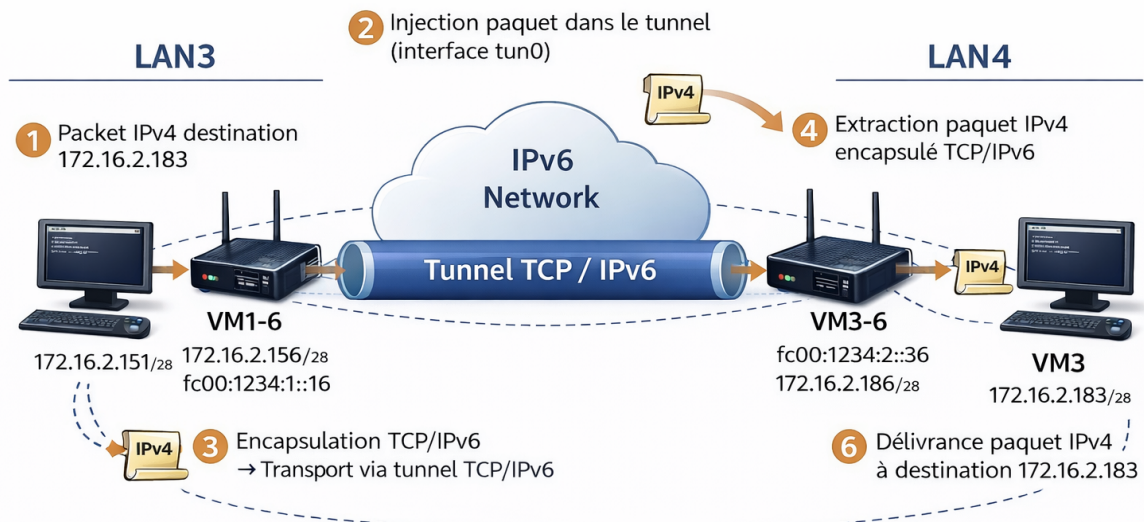 LAN3
2 Injection paquet dans le tunnel
(interface tun0)
LAN4
1 Packet IPv4 destination
172.16.2.183
IPv4
4 Extraction paquet IPv4
encapsulé TCP/IPv6
IPv6
Network
Tunnel TCP / IPv6
IPv4
VM1-6
VM3-6
VM3
172.16.2.151/28
172.16.2.156/28
fc00:1234:1::16
fc00:1234:2::36
172.16.2.186/28
172.16.2.183/28
IPv4
3 Encapsulation TCP/IPv6
→ Transport via tunnel TCP/IPv6
6 Délivrance paquet IPv4
à destination 172.16.2.183